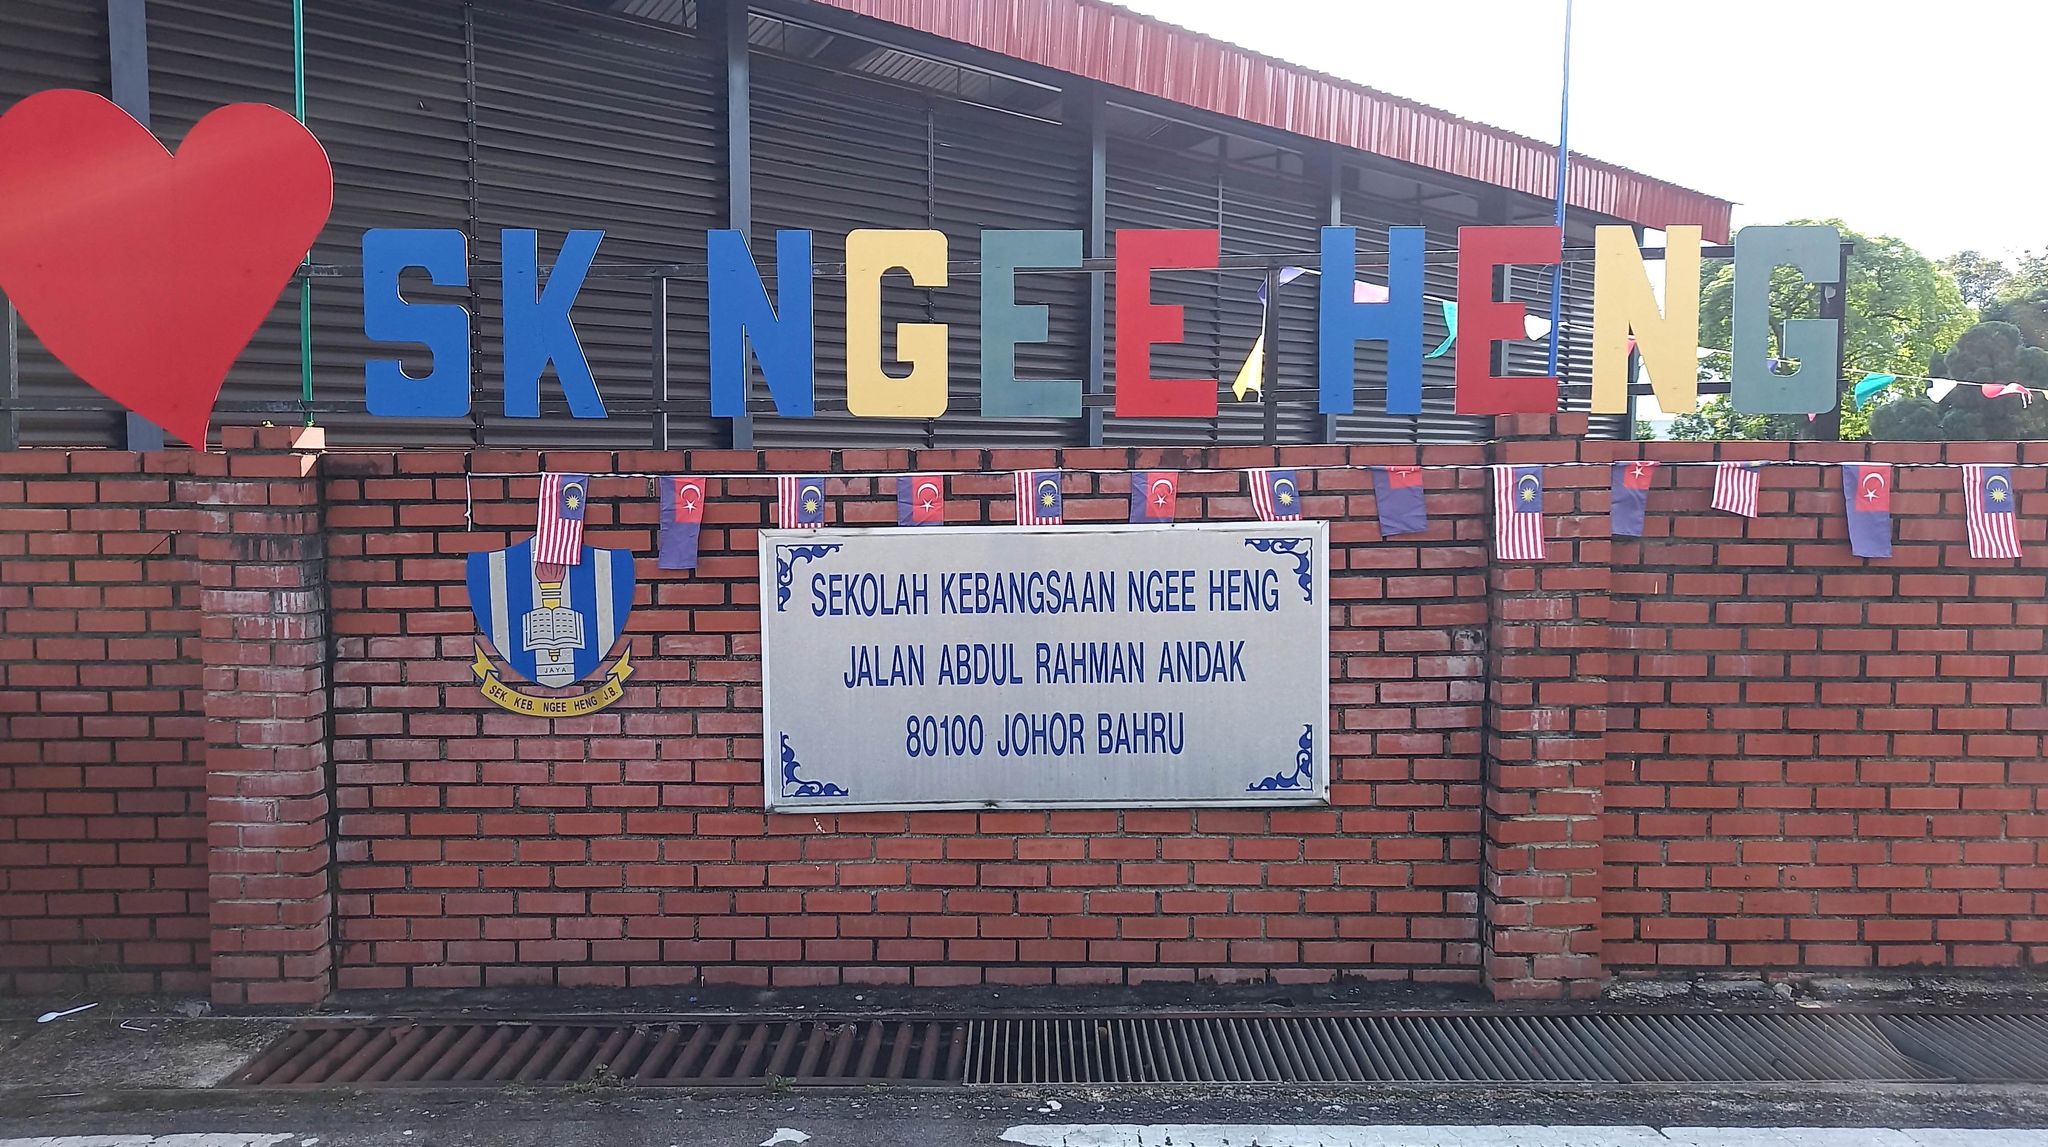 SK NGEE HENG
SEKOLAH KEBANGSAAN NGEE HENG
JALAN ABDUL RAHMAN ANDAK
80100 JOHOR BAHRU
JAYA
SEK. KEB. NGEE HENG J.B.